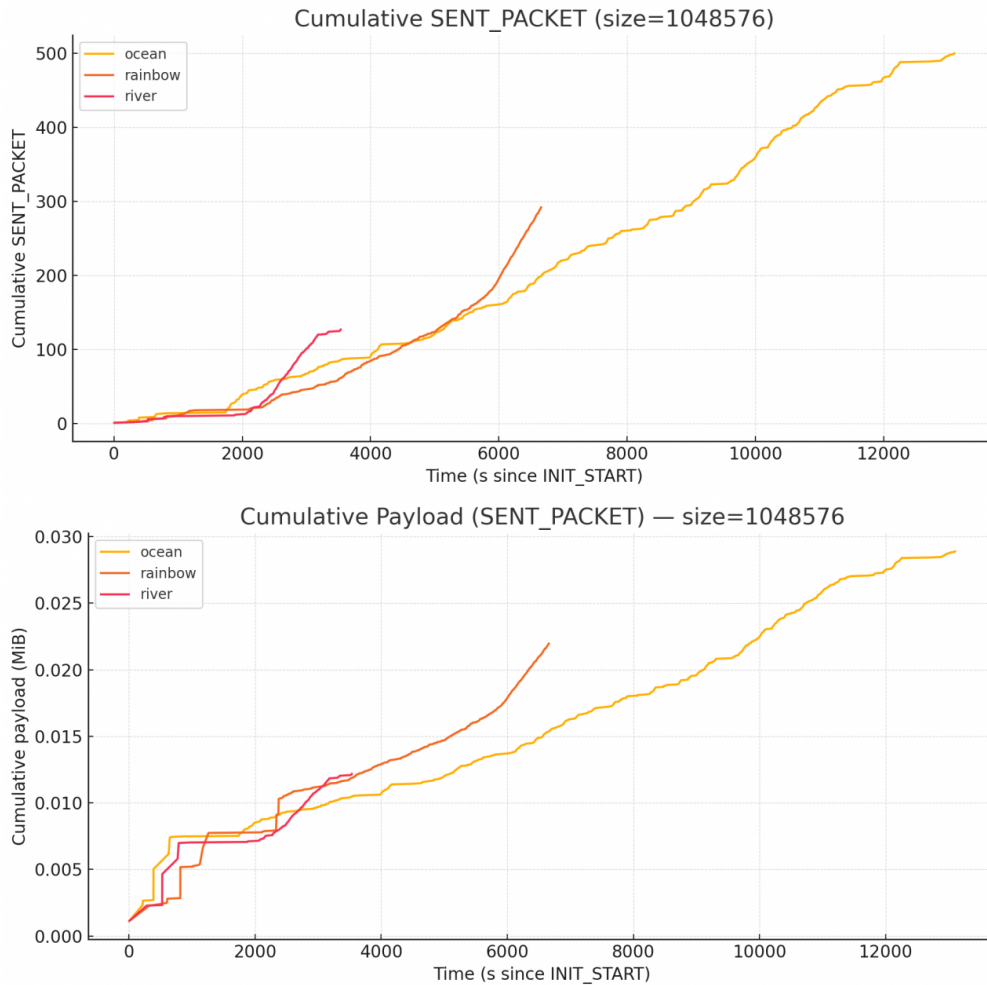 Cumulative SENT_PACKET (size=1048576)
ocean
rainbow
river
Cumulative SENT_PACKET
500
400
300
200
100
0
0 2000 4000 6000 8000 10000 12000
Time (s since INIT_START)
Cumulative Payload (SENT_PACKET) — size=1048576
ocean
rainbow
river
Cumulative payload (MiB)
0.030
0.025
0.020
0.015
0.010
0.005
0.000
0 2000 4000 6000 8000 10000 12000
Time (s since INIT_START)